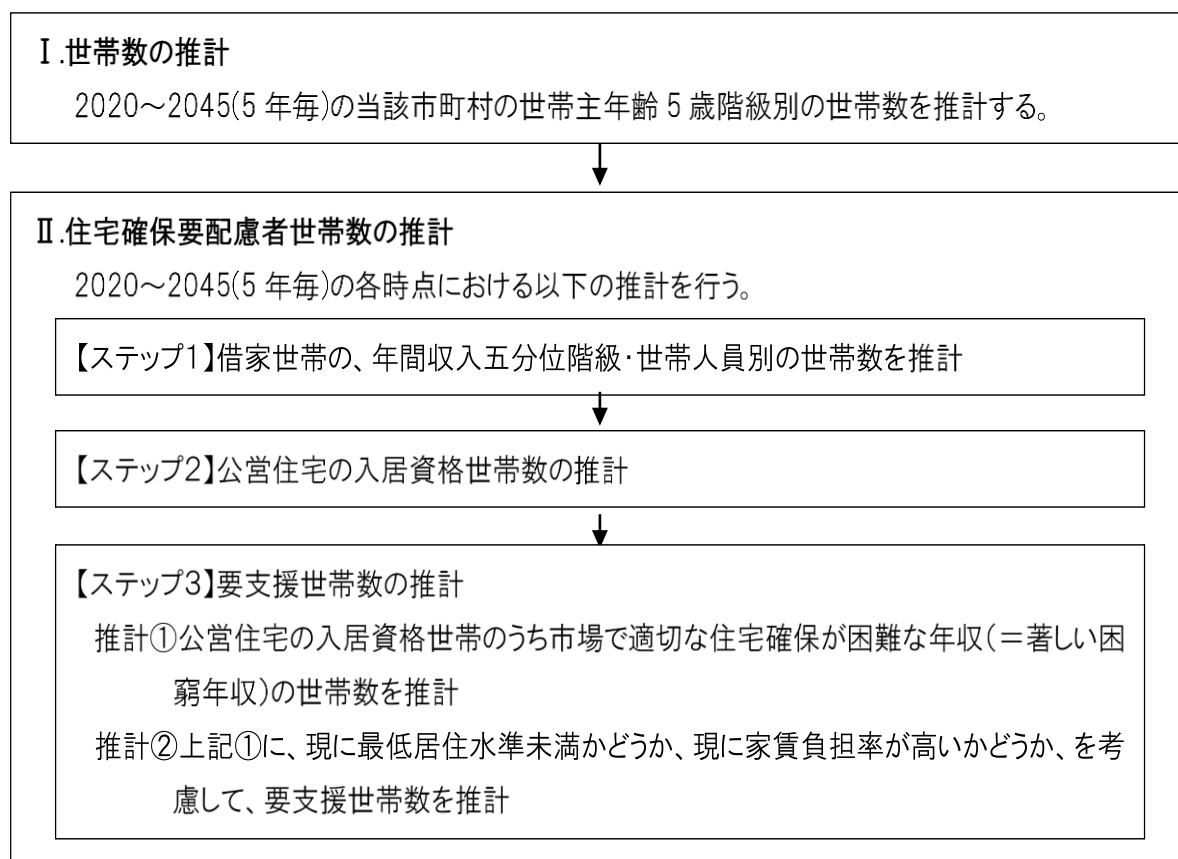 Ⅰ.世帯数の推計
2020～2045(5年毎)の当該市町村の世帯主年齢5歳階級別の世帯数を推計する。
Ⅱ.住宅確保要配慮者世帯数の推計
2020～2045(5年毎)の各時点における以下の推計を行う。
【ステップ1】借家世帯の、年間収入五分位階級・世帯人員別の世帯数を推計
【ステップ2】公営住宅の入居資格世帯数の推計
【ステップ3】要支援世帯数の推計
推計①公営住宅の入居資格世帯のうち市場で適切な住宅確保が困難な年収(＝著しい困
窮年収)の世帯数を推計
推計②上記①に、現に最低居住水準未満かどうか、現に家賃負担率が高いかどうか、を考
慮して、要支援世帯数を推計